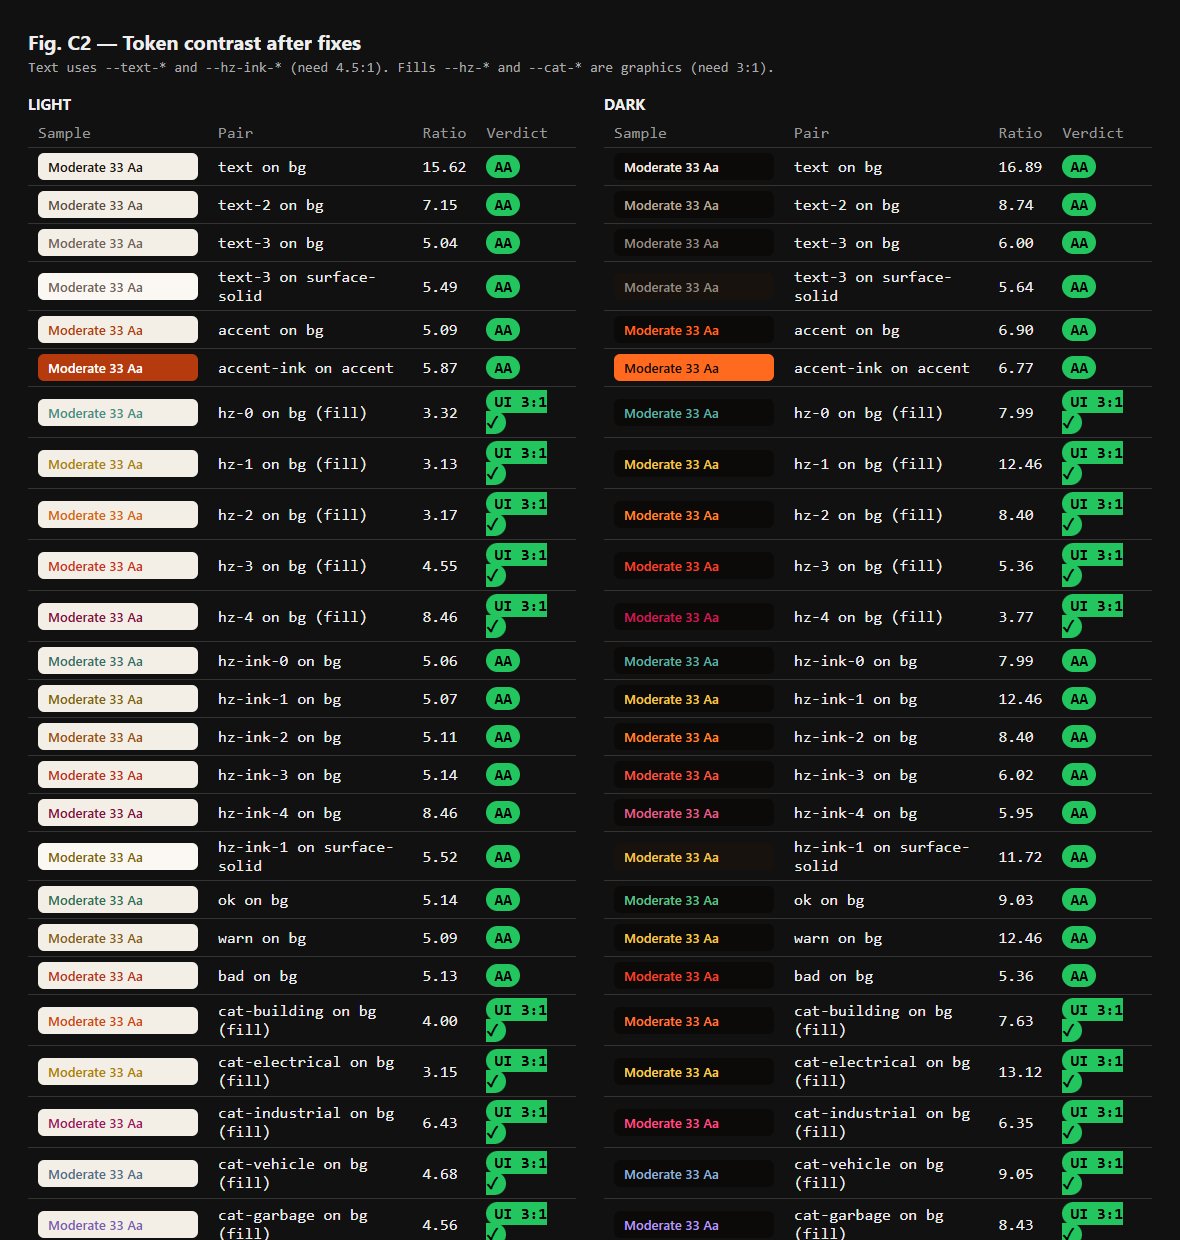 Fig. C2 — Token contrast after fixes
Text uses --text-* and --hz-ink-* (need 4.5:1). Fills --hz-* and --cat-* are graphics (need 3:1).
LIGHT
Sample Pair Ratio Verdict
Moderate 33 Aa text on bg 15.62 AA
Moderate 33 Aa text-2 on bg 7.15 AA
Moderate 33 Aa text-3 on bg 5.04 AA
Moderate 33 Aa text-3 on surface-
solid 5.49 AA
Moderate 33 Aa accent on bg 5.09 AA
Moderate 33 Aa accent-ink on accent 5.87 AA
Moderate 33 Aa hz-0 on bg (fill) 3.32 UI 3:1
✓
Moderate 33 Aa hz-1 on bg (fill) 3.13 UI 3:1
✓
Moderate 33 Aa hz-2 on bg (fill) 3.17 UI 3:1
✓
Moderate 33 Aa hz-3 on bg (fill) 4.55 UI 3:1
✓
Moderate 33 Aa hz-4 on bg (fill) 8.46 UI 3:1
✓
Moderate 33 Aa hz-ink-0 on bg 5.06 AA
Moderate 33 Aa hz-ink-1 on bg 5.07 AA
Moderate 33 Aa hz-ink-2 on bg 5.11 AA
Moderate 33 Aa hz-ink-3 on bg 5.14 AA
Moderate 33 Aa hz-ink-4 on bg 8.46 AA
Moderate 33 Aa hz-ink-1 on surface-
solid 5.52 AA
Moderate 33 Aa ok on bg 5.14 AA
Moderate 33 Aa warn on bg 5.09 AA
Moderate 33 Aa bad on bg 5.13 AA
Moderate 33 Aa cat-building on bg
(fill) 4.00 UI 3:1
✓
Moderate 33 Aa cat-electrical on bg
(fill) 3.15 UI 3:1
✓
Moderate 33 Aa cat-industrial on bg
(fill) 6.43 UI 3:1
✓
Moderate 33 Aa cat-vehicle on bg
(fill) 4.68 UI 3:1
✓
Moderate 33 Aa cat-garbage on bg
(fill) 4.56 UI 3:1
✓
DARK
Sample Pair Ratio Verdict
Moderate 33 Aa text on bg 16.89 AA
Moderate 33 Aa text-2 on bg 8.74 AA
Moderate 33 Aa text-3 on bg 6.00 AA
Moderate 33 Aa text-3 on surface-
solid 5.64 AA
Moderate 33 Aa accent on bg 6.90 AA
Moderate 33 Aa accent-ink on accent 6.77 AA
Moderate 33 Aa hz-0 on bg (fill) 7.99 UI 3:1
✓
Moderate 33 Aa hz-1 on bg (fill) 12.46 UI 3:1
✓
Moderate 33 Aa hz-2 on bg (fill) 8.40 UI 3:1
✓
Moderate 33 Aa hz-3 on bg (fill) 5.36 UI 3:1
✓
Moderate 33 Aa hz-4 on bg (fill) 3.77 UI 3:1
✓
Moderate 33 Aa hz-ink-0 on bg 7.99 AA
Moderate 33 Aa hz-ink-1 on bg 12.46 AA
Moderate 33 Aa hz-ink-2 on bg 8.40 AA
Moderate 33 Aa hz-ink-3 on bg 6.02 AA
Moderate 33 Aa hz-ink-4 on bg 5.95 AA
Moderate 33 Aa hz-ink-1 on surface-
solid 11.72 AA
Moderate 33 Aa ok on bg 9.03 AA
Moderate 33 Aa warn on bg 12.46 AA
Moderate 33 Aa bad on bg 5.36 AA
Moderate 33 Aa cat-building on bg
(fill) 7.63 UI 3:1
✓
Moderate 33 Aa cat-electrical on bg
(fill) 13.12 UI 3:1
✓
Moderate 33 Aa cat-industrial on bg
(fill) 6.35 UI 3:1
✓
Moderate 33 Aa cat-vehicle on bg
(fill) 9.05 UI 3:1
✓
Moderate 33 Aa cat-garbage on bg
(fill) 8.43 UI 3:1
✓